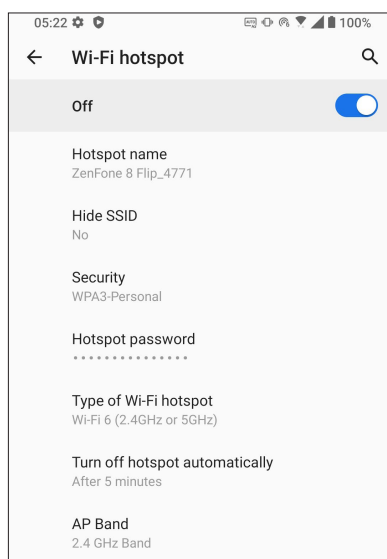 05:22 100%
Wi-Fi hotspot
Off
Hotspot name
ZenFone 8 Flip_4771
Hide SSID
No
Security
WPA3-Personal
Hotspot password
•••••••••••••••
Type of Wi-Fi hotspot
Wi-Fi 6 (2.4GHz or 5GHz)
Turn off hotspot automatically
After 5 minutes
AP Band
2.4 GHz Band